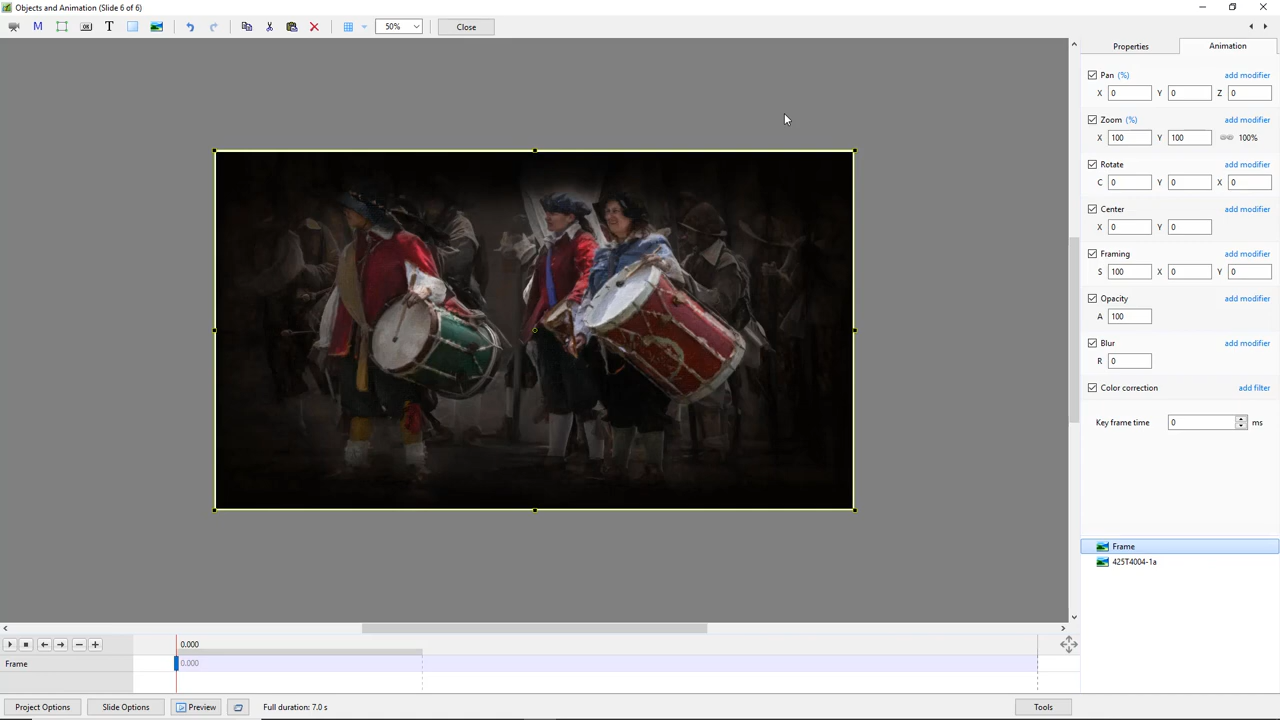 Objects and Animation (Slide 6 of 6)
M
OK
T
50%
Close
Properties
Animation
Pan (%)
add modifier
X 0 Y 0 Z 0
Zoom (%)
add modifier
X 100 Y 100 100%
Rotate
add modifier
C 0 Y 0 X 0
Center
add modifier
X 0 Y 0
Framing
add modifier
S 100 X 0 Y 0
Opacity
add modifier
A 100
Blur
add modifier
R 0
Color correction
add filter
Key frame time 0 ms
Frame
425T4004-1a
0.000
Frame
0.000
Project Options
Slide Options
Preview
Full duration: 7.0 s
Tools